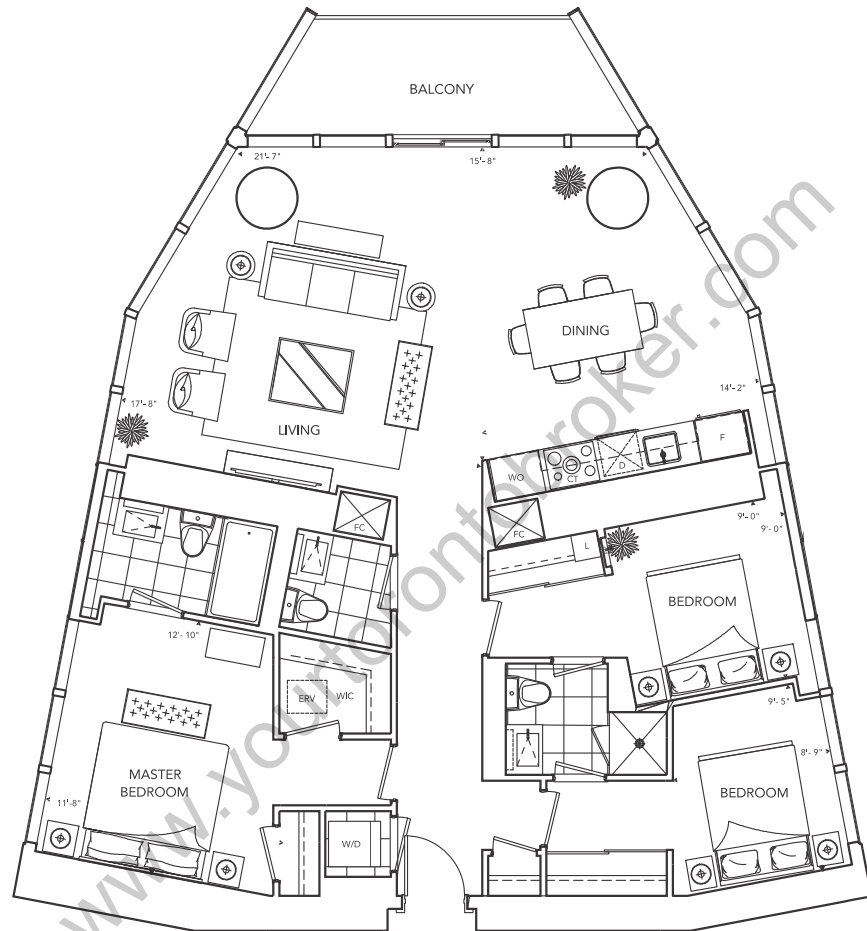 BALCONY
21'- 7"
15'- 8"
DINING
14'- 2"
17'- 8"
LIVING
WO
CT
D
F
FC
FC
9'- 0"
9'- 0"
L
BEDROOM
12'- 10"
ERV
WIC
9'- 5"
8'- 9"
MASTER
BEDROOM
BEDROOM
11'-8"
W/D
www.yourtorontobroker.com